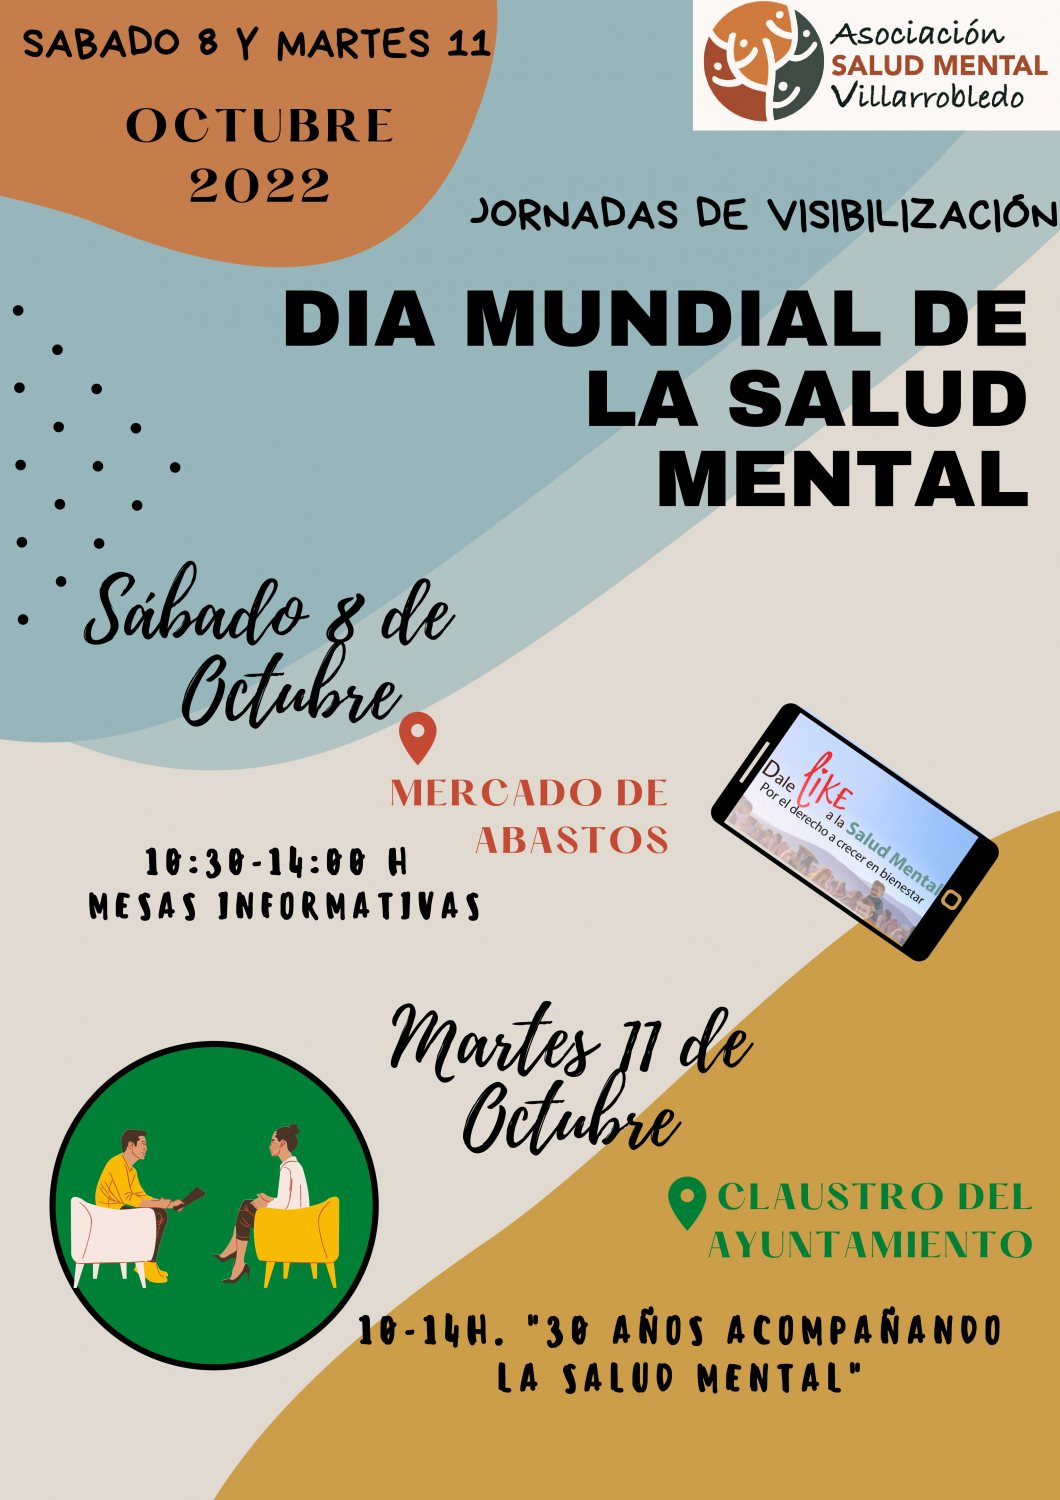 SABADO 8 Y MARTES 11
OCTUBRE
2022
Asociación
SALUD MENTAL
Villarrobledo
JORNADAS DE VISIBILIZACIÓN
DIA MUNDIAL DE
LA SALUD
MENTAL
Sábado 8 de
Octubre
MERCADO DE
ABASTOS
10:30-14:00 H
MESAS INFORMATIVAS
Dale like
a la Salud Mental
Por el derecho a crecer en bienestar
Martes 11 de
Octubre
CLAUSTRO DEL
AYUNTAMIENTO
10-14H. "30 AÑOS ACOMPAÑANDO
LA SALUD MENTAL"